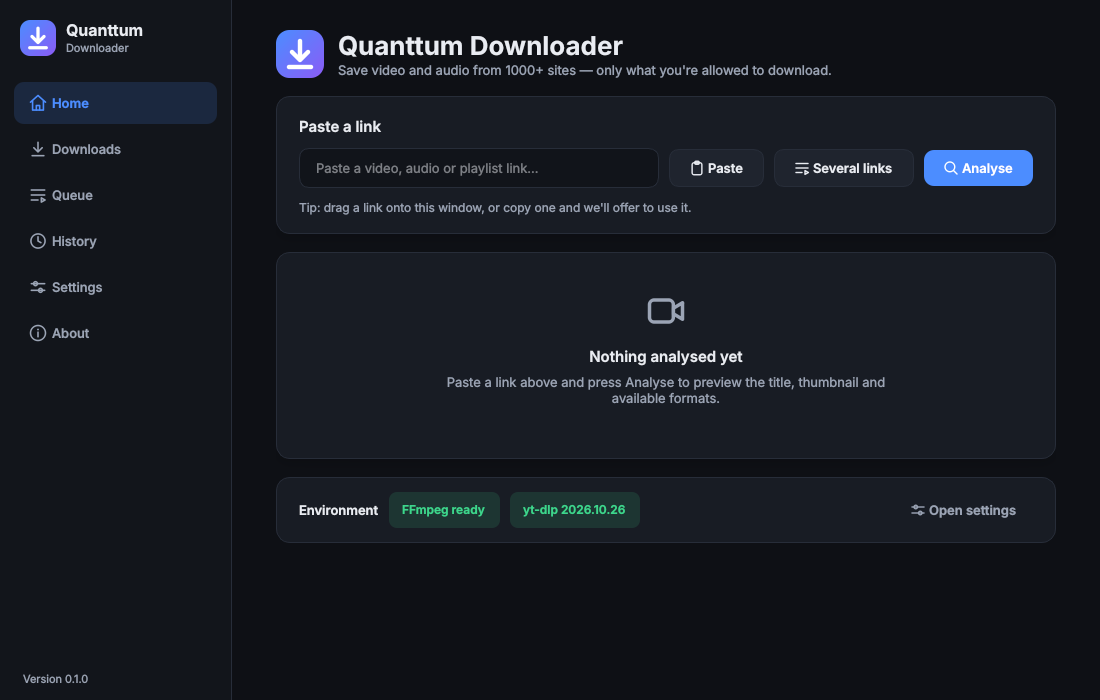 Quanttum
Downloader
Home
Downloads
Queue
History
Settings
About
Version 0.1.0
Quanttum Downloader
Save video and audio from 1000+ sites — only what you're allowed to download.
Paste a link
Paste a video, audio or playlist link...
Paste
Several links
Analyse
Tip: drag a link onto this window, or copy one and we'll offer to use it.
Nothing analysed yet
Paste a link above and press Analyse to preview the title, thumbnail and
available formats.
Environment
FFmpeg ready
yt-dlp 2026.10.26
Open settings